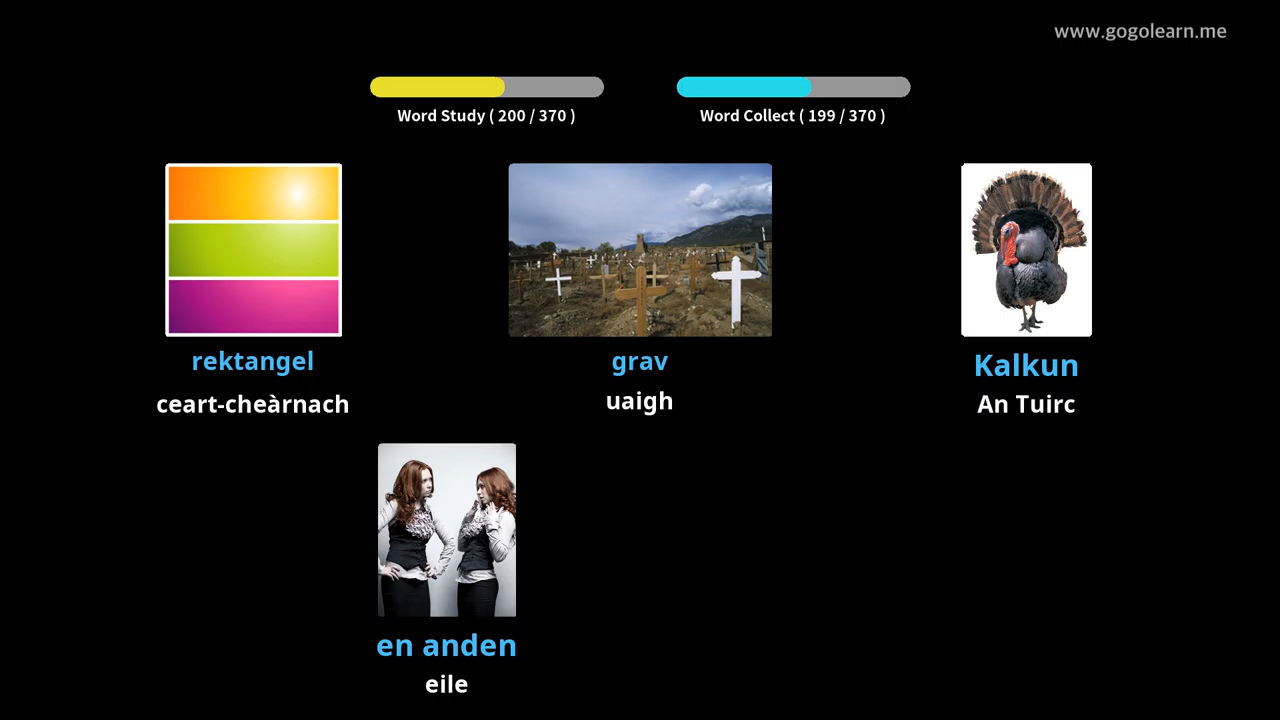 www.gogolearn.me
Word Study ( 200 / 370 )
Word Collect ( 199 / 370 )
rektangel
ceart-cheàrnach
grav
uaigh
Kalkun
An Tuirc
en anden
eile